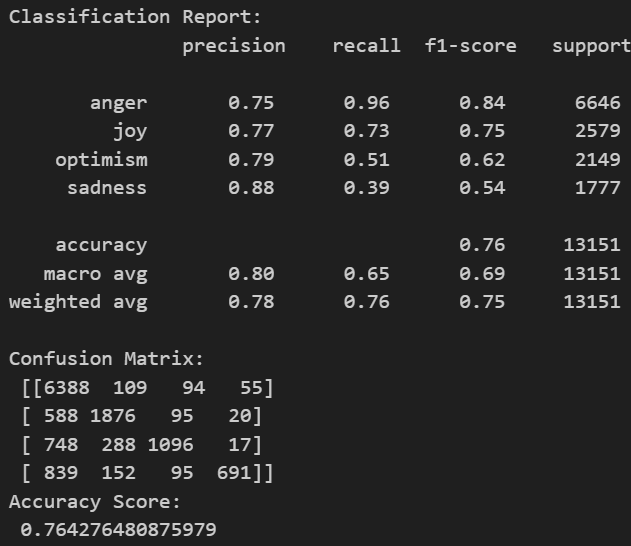 Classification Report:
precision recall f1-score support
anger 0.75 0.96 0.84 6646
joy 0.77 0.73 0.75 2579
optimism 0.79 0.51 0.62 2149
sadness 0.88 0.39 0.54 1777
accuracy 0.76 13151
macro avg 0.80 0.65 0.69 13151
weighted avg 0.78 0.76 0.75 13151
Confusion Matrix:
[[6388 109 94 55]
[ 588 1876 95 20]
[ 748 288 1096 17]
[ 839 152 95 691]]
Accuracy Score:
0.764276480875979